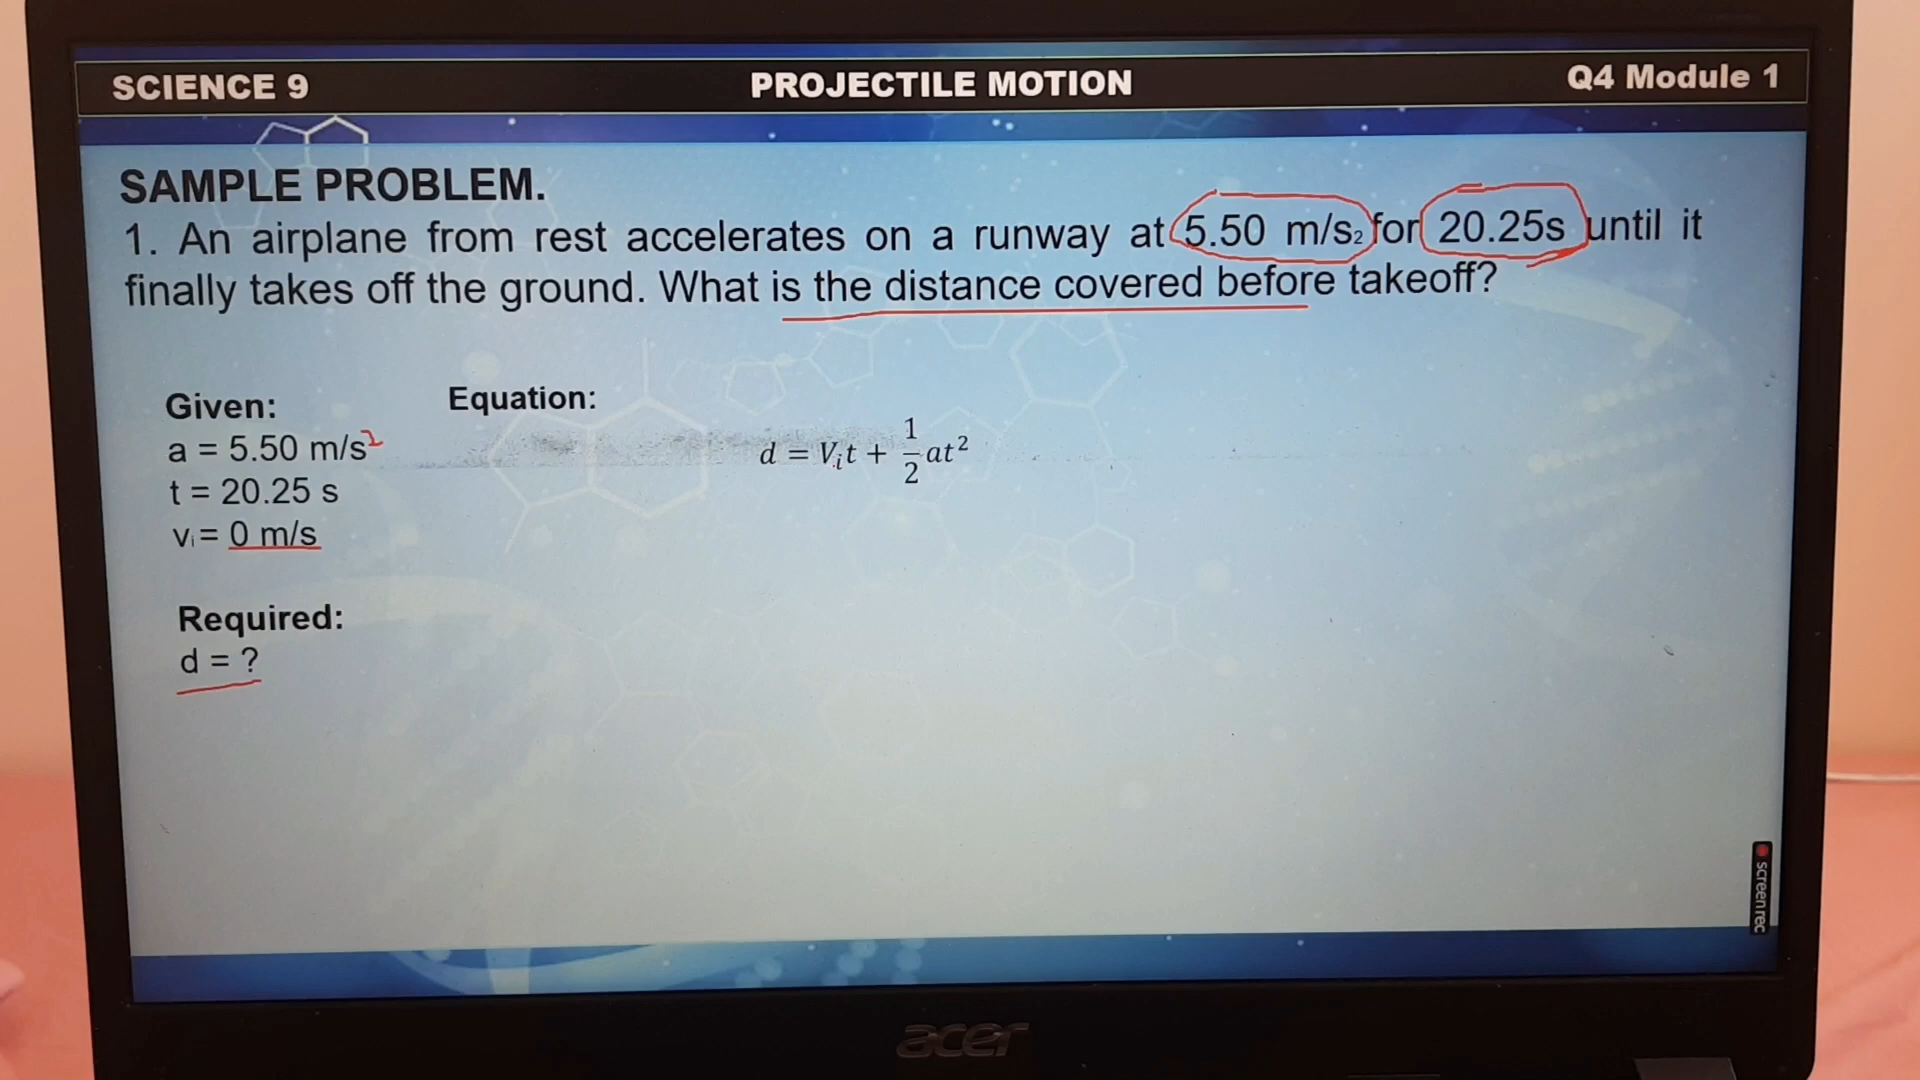 SCIENCE 9 PROJECTILE MOTION Q4 Module 1
SAMPLE PROBLEM.
1. An airplane from rest accelerates on a runway at 5.50 m/s₂ for 20.25s until it
finally takes off the ground. What is the distance covered before takeoff?
Given:
Equation:
a = 5.50 m/s²
d = Vᵢt + 1/2 at²
t = 20.25 s
vᵢ = 0 m/s
Required:
d = ?
screenrec
acer